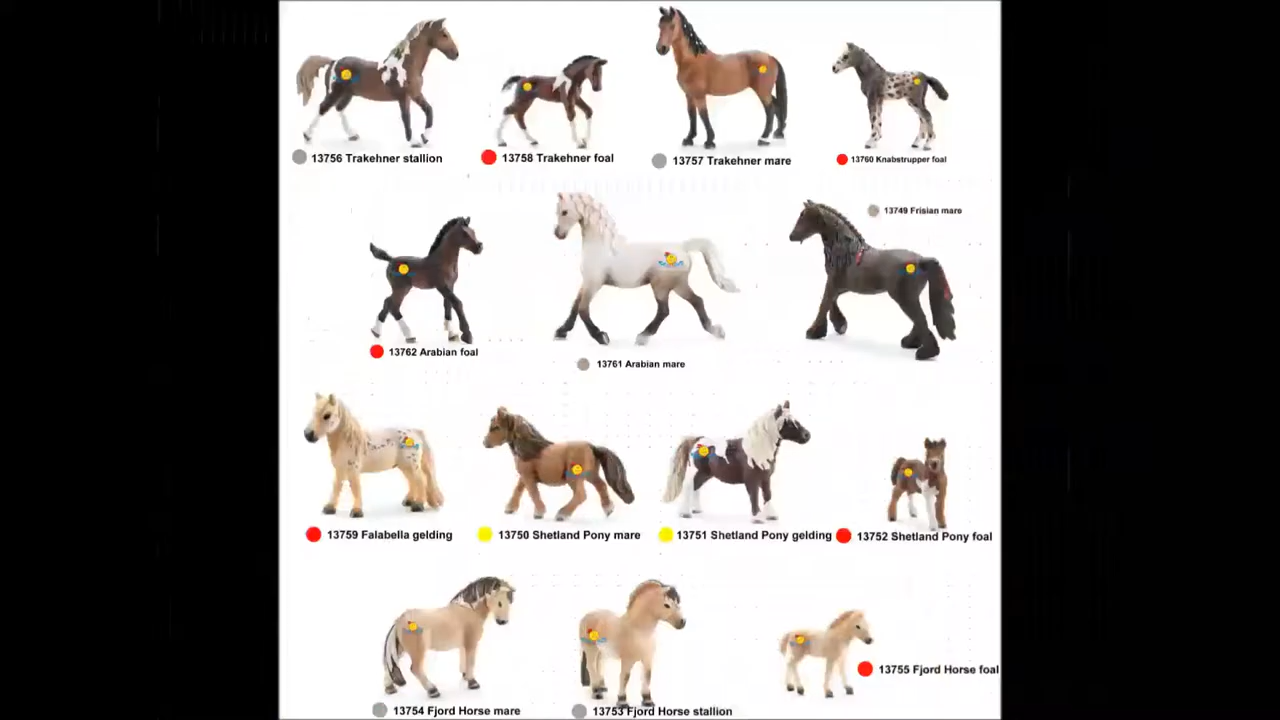 13756 Trakehner stallion
13758 Trakehner foal
13757 Trakehner mare
13760 Knabstrupper foal
13749 Frisian mare
13762 Arabian foal
13761 Arabian mare
13759 Falabella gelding
13750 Shetland Pony mare
13751 Shetland Pony gelding
13752 Shetland Pony foal
13755 Fjord Horse foal
13754 Fjord Horse mare
13753 Fjord Horse stallion